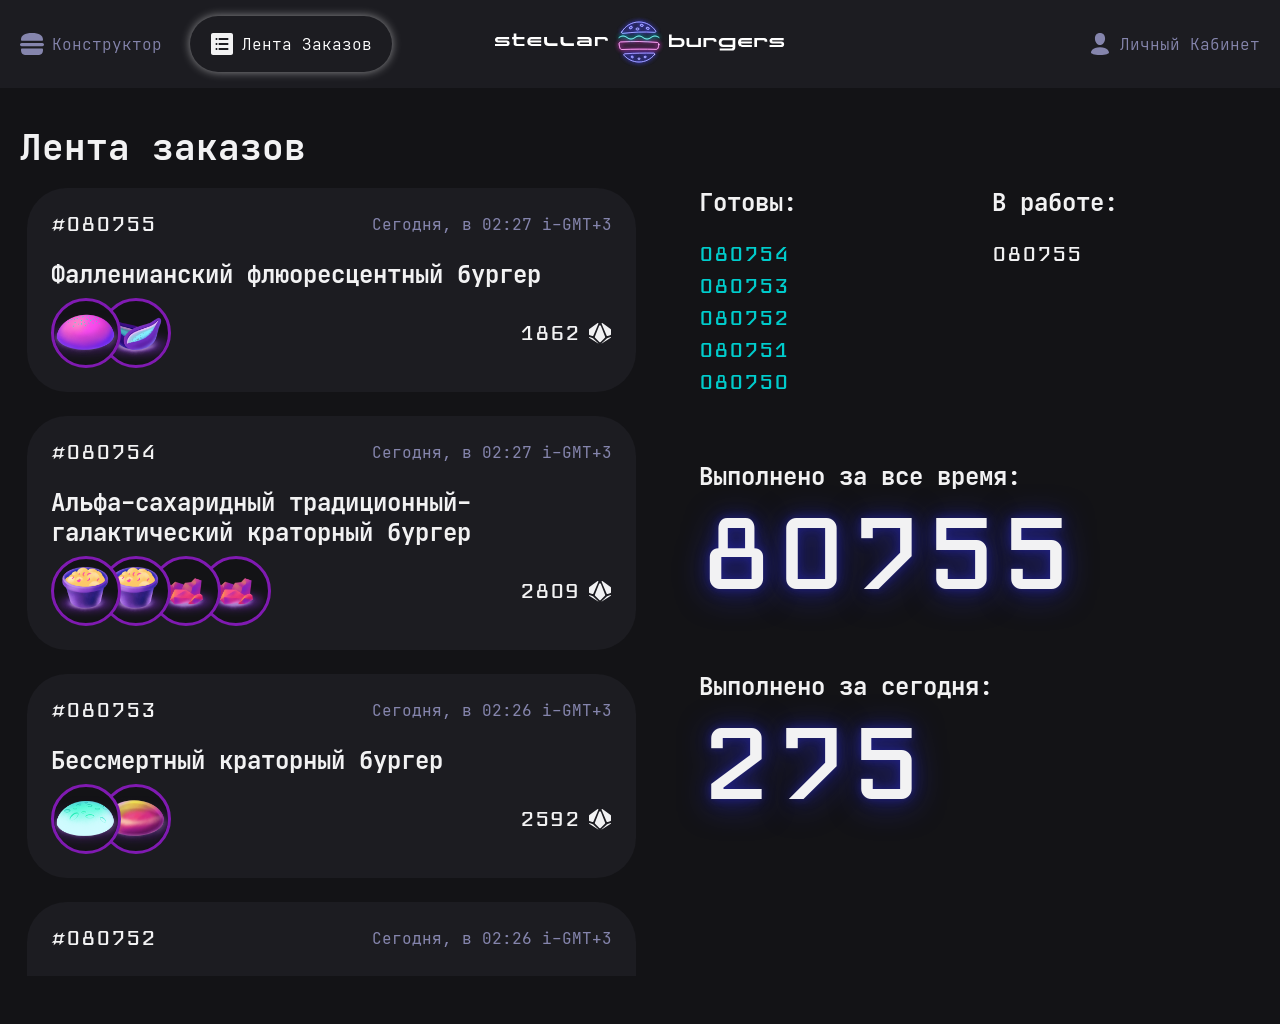 Конструктор
Лента Заказов
stellar burgers
Личный Кабинет
Лента заказов
#080755
Сегодня, в 02:27 i-GMT+3
Фалленианский флюоресцентный бургер
1862
#080754
Сегодня, в 02:27 i-GMT+3
Альфа-сахаридный традиционный-
галактический краторный бургер
2809
#080753
Сегодня, в 02:26 i-GMT+3
Бессмертный краторный бургер
2592
#080752
Сегодня, в 02:26 i-GMT+3
Готовы:
080754
080753
080752
080751
080750
В работе:
080755
Выполнено за все время:
80755
Выполнено за сегодня:
275